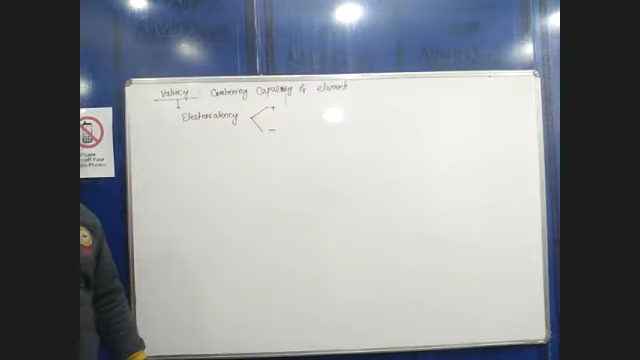 Valency : Combining Capacity of element
↓
Electrovalency < +
−